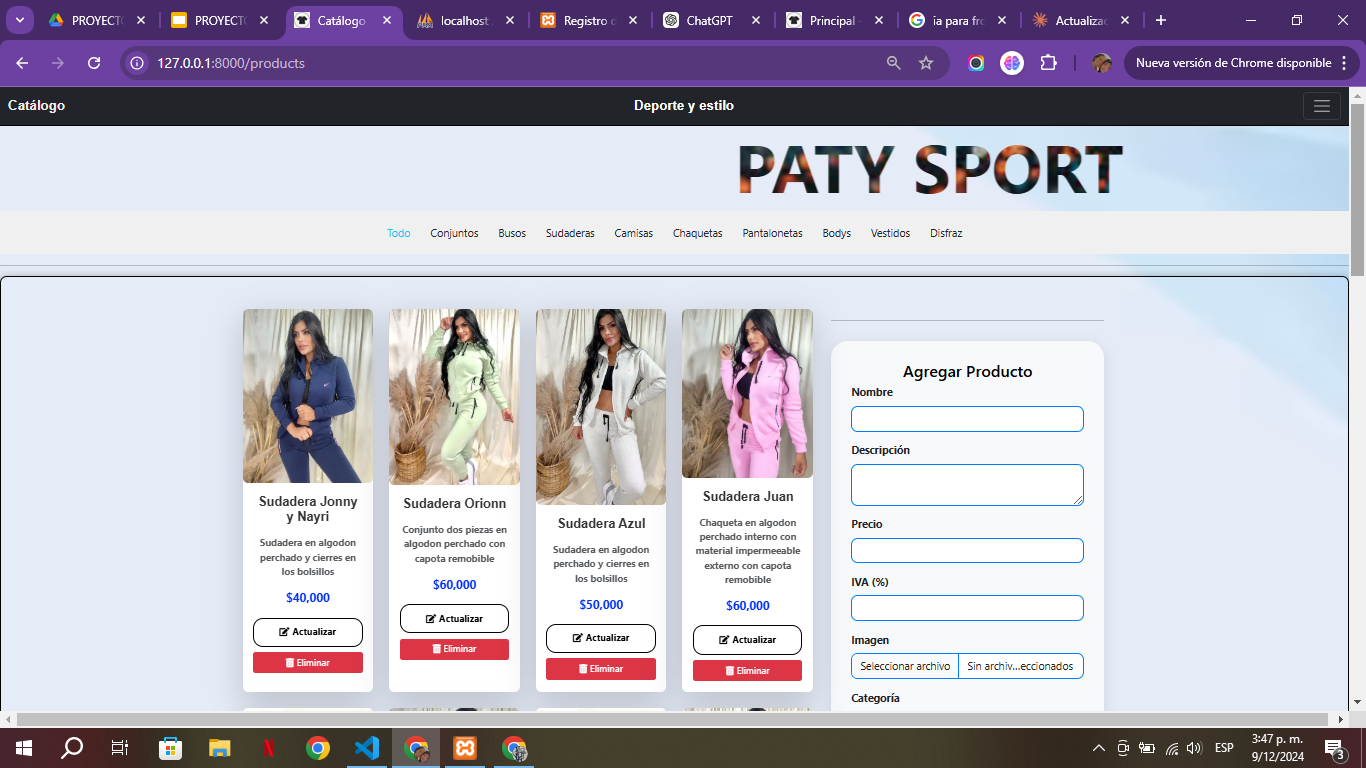 PROYECTO
PROYECTO
Catálogo
localhost
Registro d
ChatGPT
Principal -
ia para fro
Actualizac
127.0.0.1:8000/products
Nueva versión de Chrome disponible
Catálogo
Deporte y estilo
PATY SPORT
Todo Conjuntos Busos Sudaderas Camisas Chaquetas Pantalonetas Bodys Vestidos Disfraz
Sudadera Jonny
y Nayri
Sudadera en algodon
perchado y cierres en
los bolsillos
$40,000
Actualizar
Eliminar
Sudadera Orionn
Conjunto dos piezas en
algodon perchado con
capota remobible
$60,000
Actualizar
Eliminar
Sudadera Azul
Sudadera en algodon
perchado y cierres en
los bolsillos
$50,000
Actualizar
Eliminar
Sudadera Juan
Chaqueta en algodon
perchado interno con
material impermeeable
externo con capota
remobible
$60,000
Actualizar
Eliminar
Agregar Producto
Nombre
Descripción
Precio
IVA (%)
Imagen
Seleccionar archivo Sin archiv...eccionados
Categoría
ESP
3:47 p. m.
9/12/2024
3